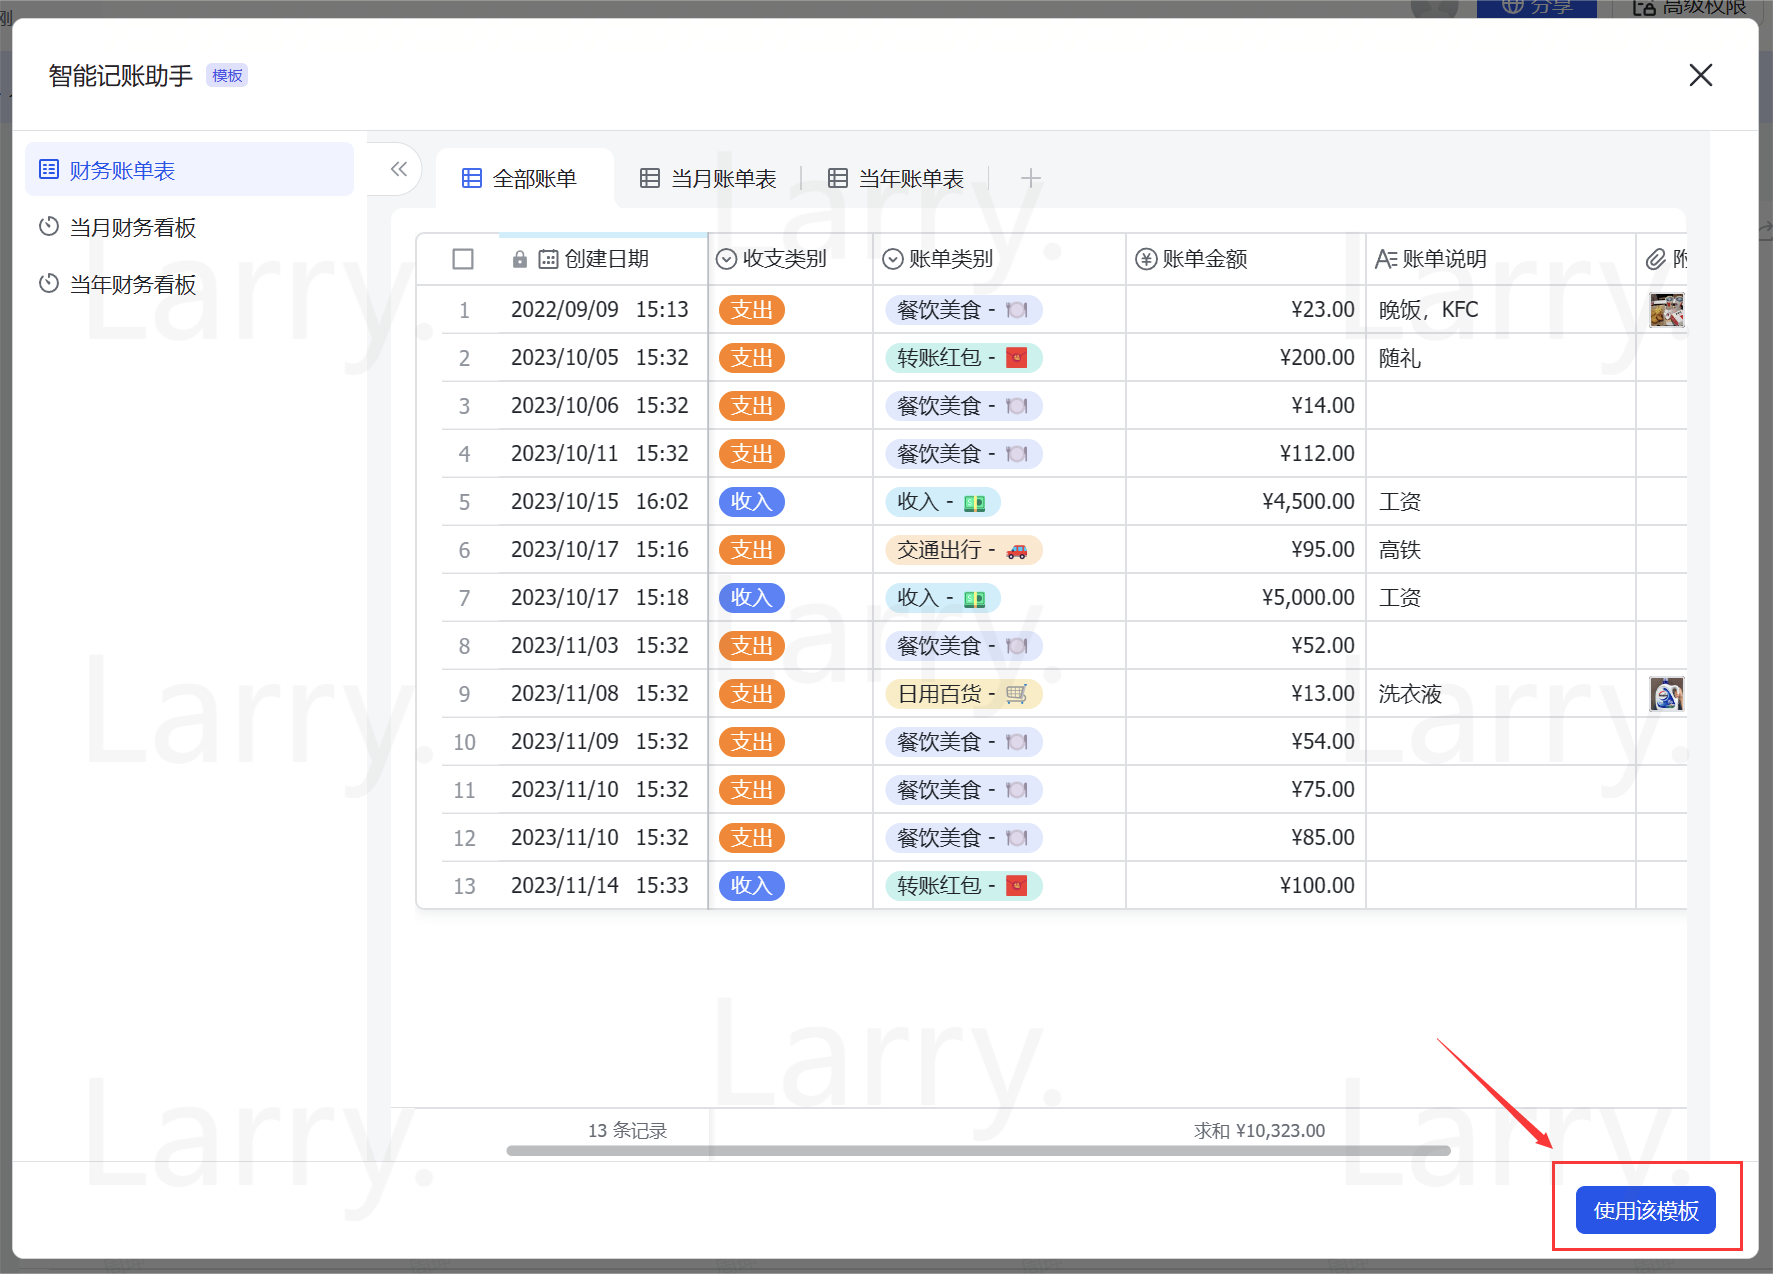 分享
高级权限
智能记账助手 模板
财务账单表
当月财务看板
当年财务看板
全部账单 当月账单表 当年账单表
创建日期 收支类别 账单类别 账单金额 账单说明 附
1 2022/09/09 15:13 支出 餐饮美食 - ¥23.00 晚饭，KFC
2 2023/10/05 15:32 支出 转账红包 - ¥200.00 随礼
3 2023/10/06 15:32 支出 餐饮美食 - ¥14.00
4 2023/10/11 15:32 支出 餐饮美食 - ¥112.00
5 2023/10/15 16:02 收入 收入 - ¥4,500.00 工资
6 2023/10/17 15:16 支出 交通出行 - ¥95.00 高铁
7 2023/10/17 15:18 收入 收入 - ¥5,000.00 工资
8 2023/11/03 15:32 支出 餐饮美食 - ¥52.00
9 2023/11/08 15:32 支出 日用百货 - ¥13.00 洗衣液
10 2023/11/09 15:32 支出 餐饮美食 - ¥54.00
11 2023/11/10 15:32 支出 餐饮美食 - ¥75.00
12 2023/11/10 15:32 支出 餐饮美食 - ¥85.00
13 2023/11/14 15:33 收入 转账红包 - ¥100.00
13 条记录 求和 ¥10,323.00
使用该模板
Larry.
Larry.
Larry.
Larry.
Larry.
Larry.
Larry.
Larry.
Larry.